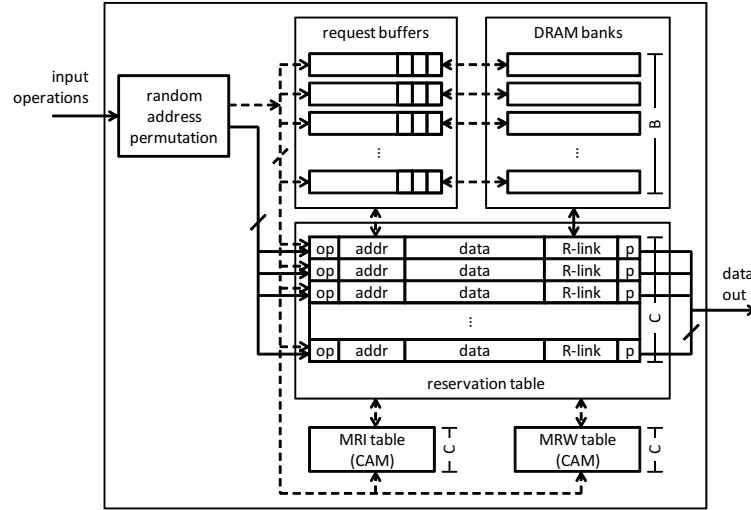 request buffers
DRAM banks
input
operations
random
address
permutation
B
...
...
op addr data R-link p
op addr data R-link p
op addr data R-link p
...
op addr data R-link p
C
data
out
reservation table
MRI table
(CAM)
C
MRW table
(CAM)
C